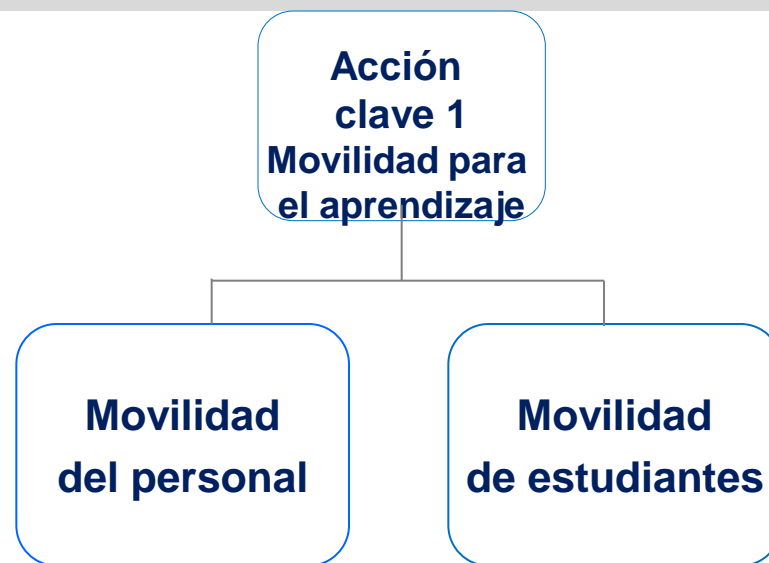 Acción
clave 1
Movilidad para
el aprendizaje
Movilidad
del personal
Movilidad
de estudiantes